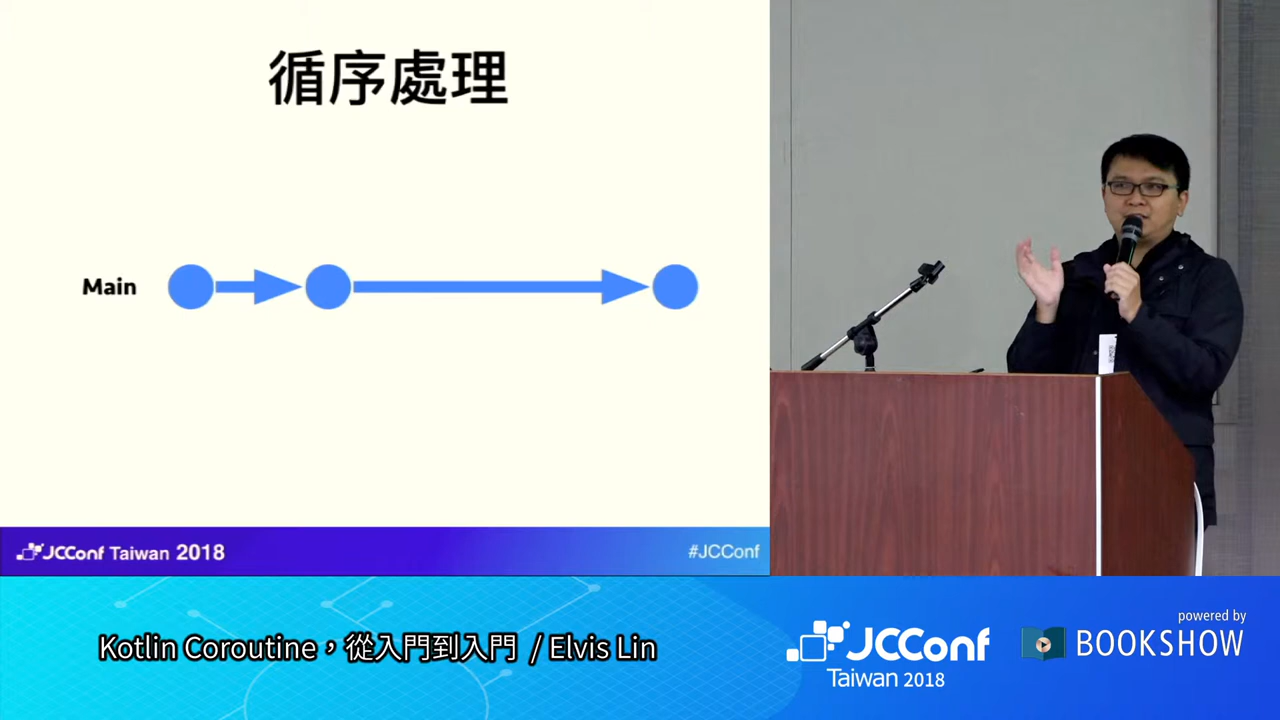 循序處理
Main
JCConf Taiwan 2018
#JCConf
Kotlin Coroutine，從入門到入門 / Elvis Lin
JCConf
Taiwan 2018
powered by
BOOKSHOW